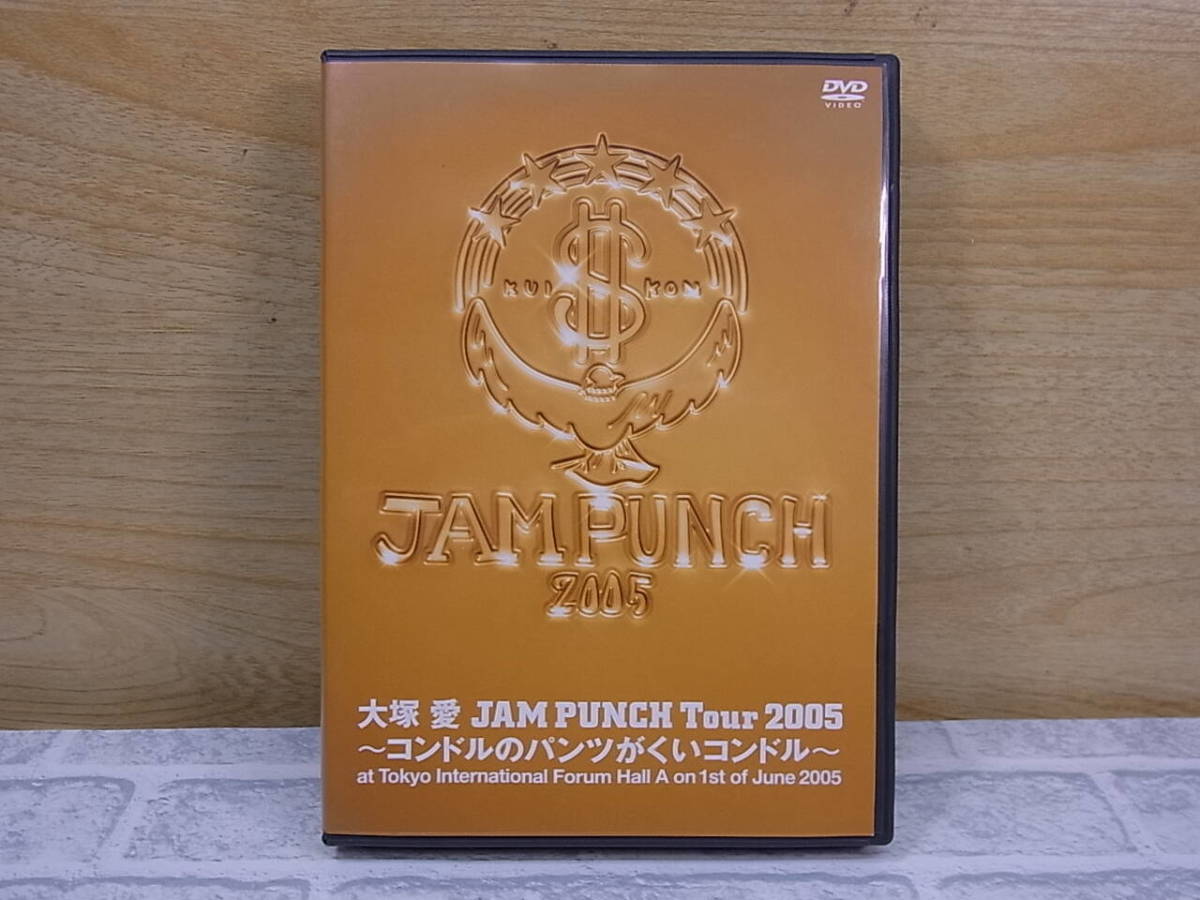 DVD
VIDEO
KUI $ KON
JAM PUNCH
2005
大塚 愛 JAM PUNCH Tour 2005
～コンドルのパンツがくいコンドル～
at Tokyo International Forum Hall A on 1st of June 2005